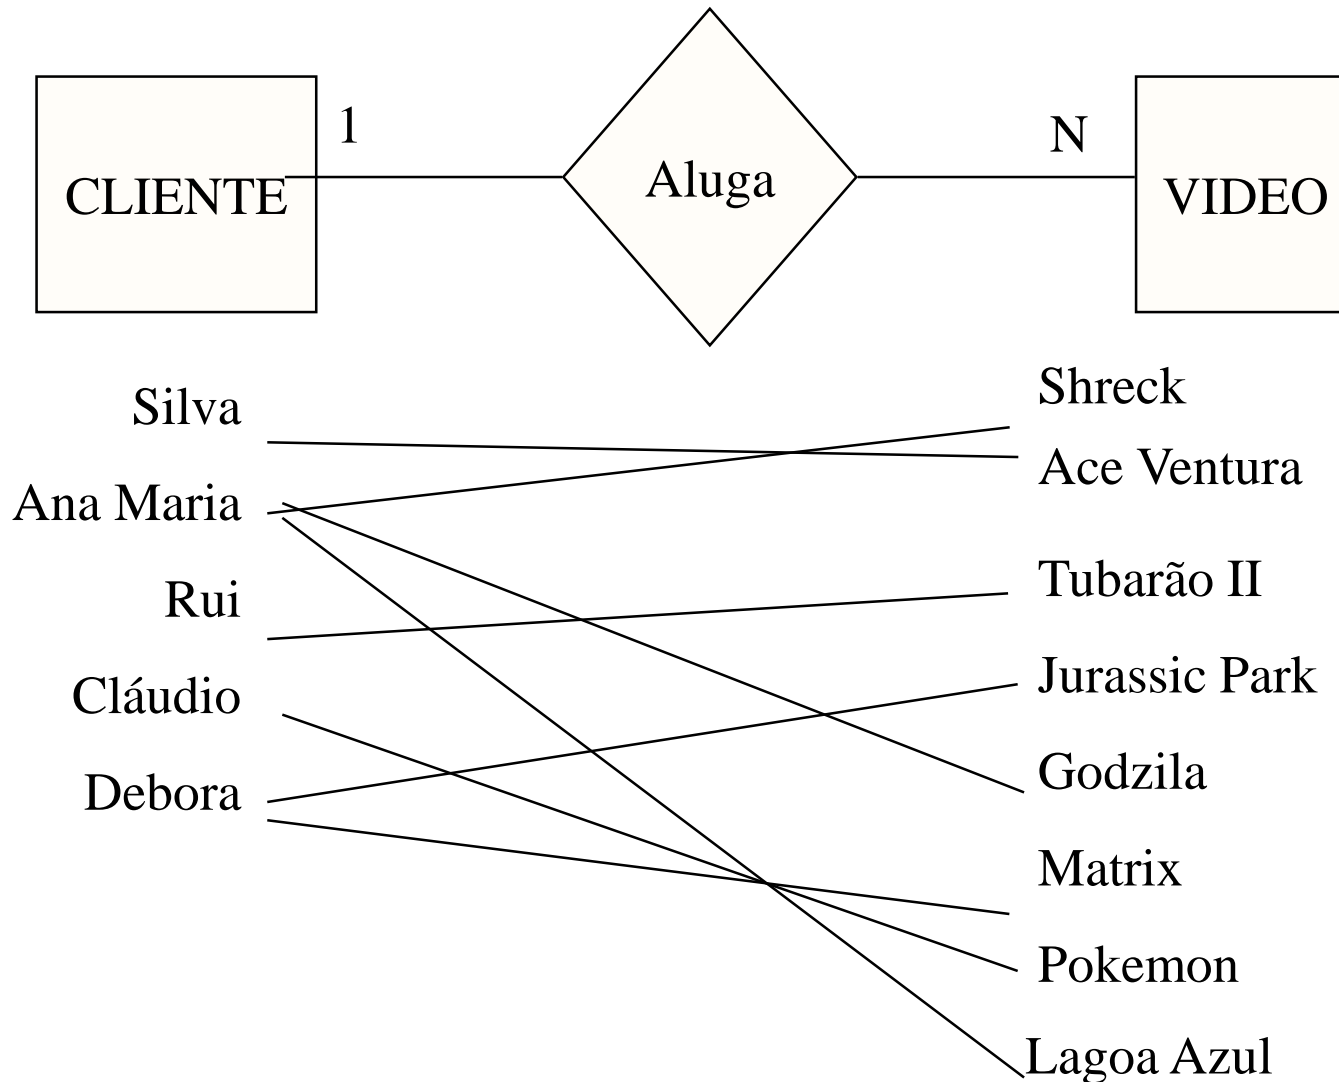 1
N
CLIENTE
Aluga
VIDEO
Silva
Ana Maria
Rui
Cláudio
Debora
Shreck
Ace Ventura
Tubarão II
Jurassic Park
Godzila
Matrix
Pokemon
Lagoa Azul